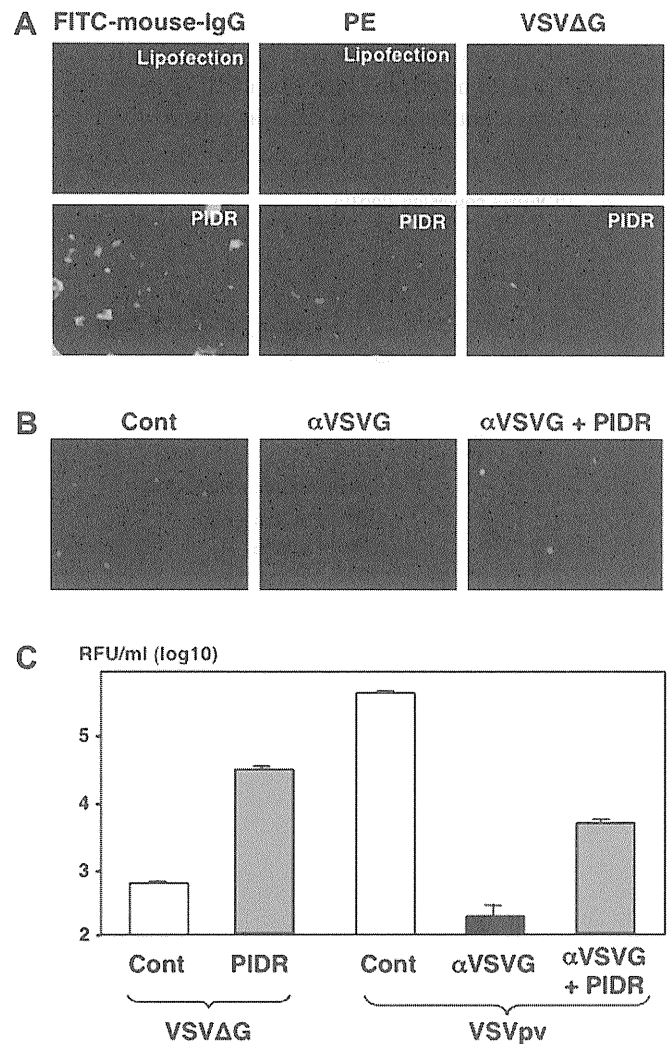 A FITC-mouse-IgG PE VSVΔG
Lipofection Lipofection
PIDR PIDR PIDR
B Cont αVSVG αVSVG + PIDR
C RFU/ml (log10)
5
4
3
2
Cont PIDR Cont αVSVG αVSVG
+ PIDR
VSVΔG VSVpv